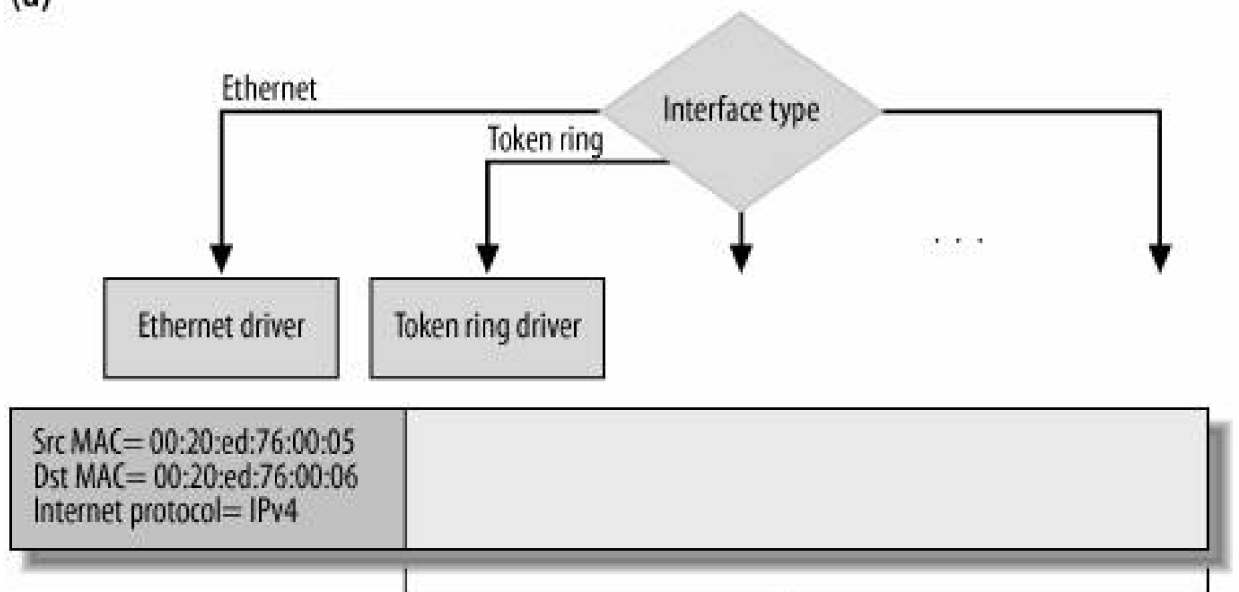 (a)
Ethernet
Interface type
Token ring
. . .
Ethernet driver
Token ring driver
Src MAC= 00:20:ed:76:00:05
Dst MAC= 00:20:ed:76:00:06
Internet protocol= IPv4